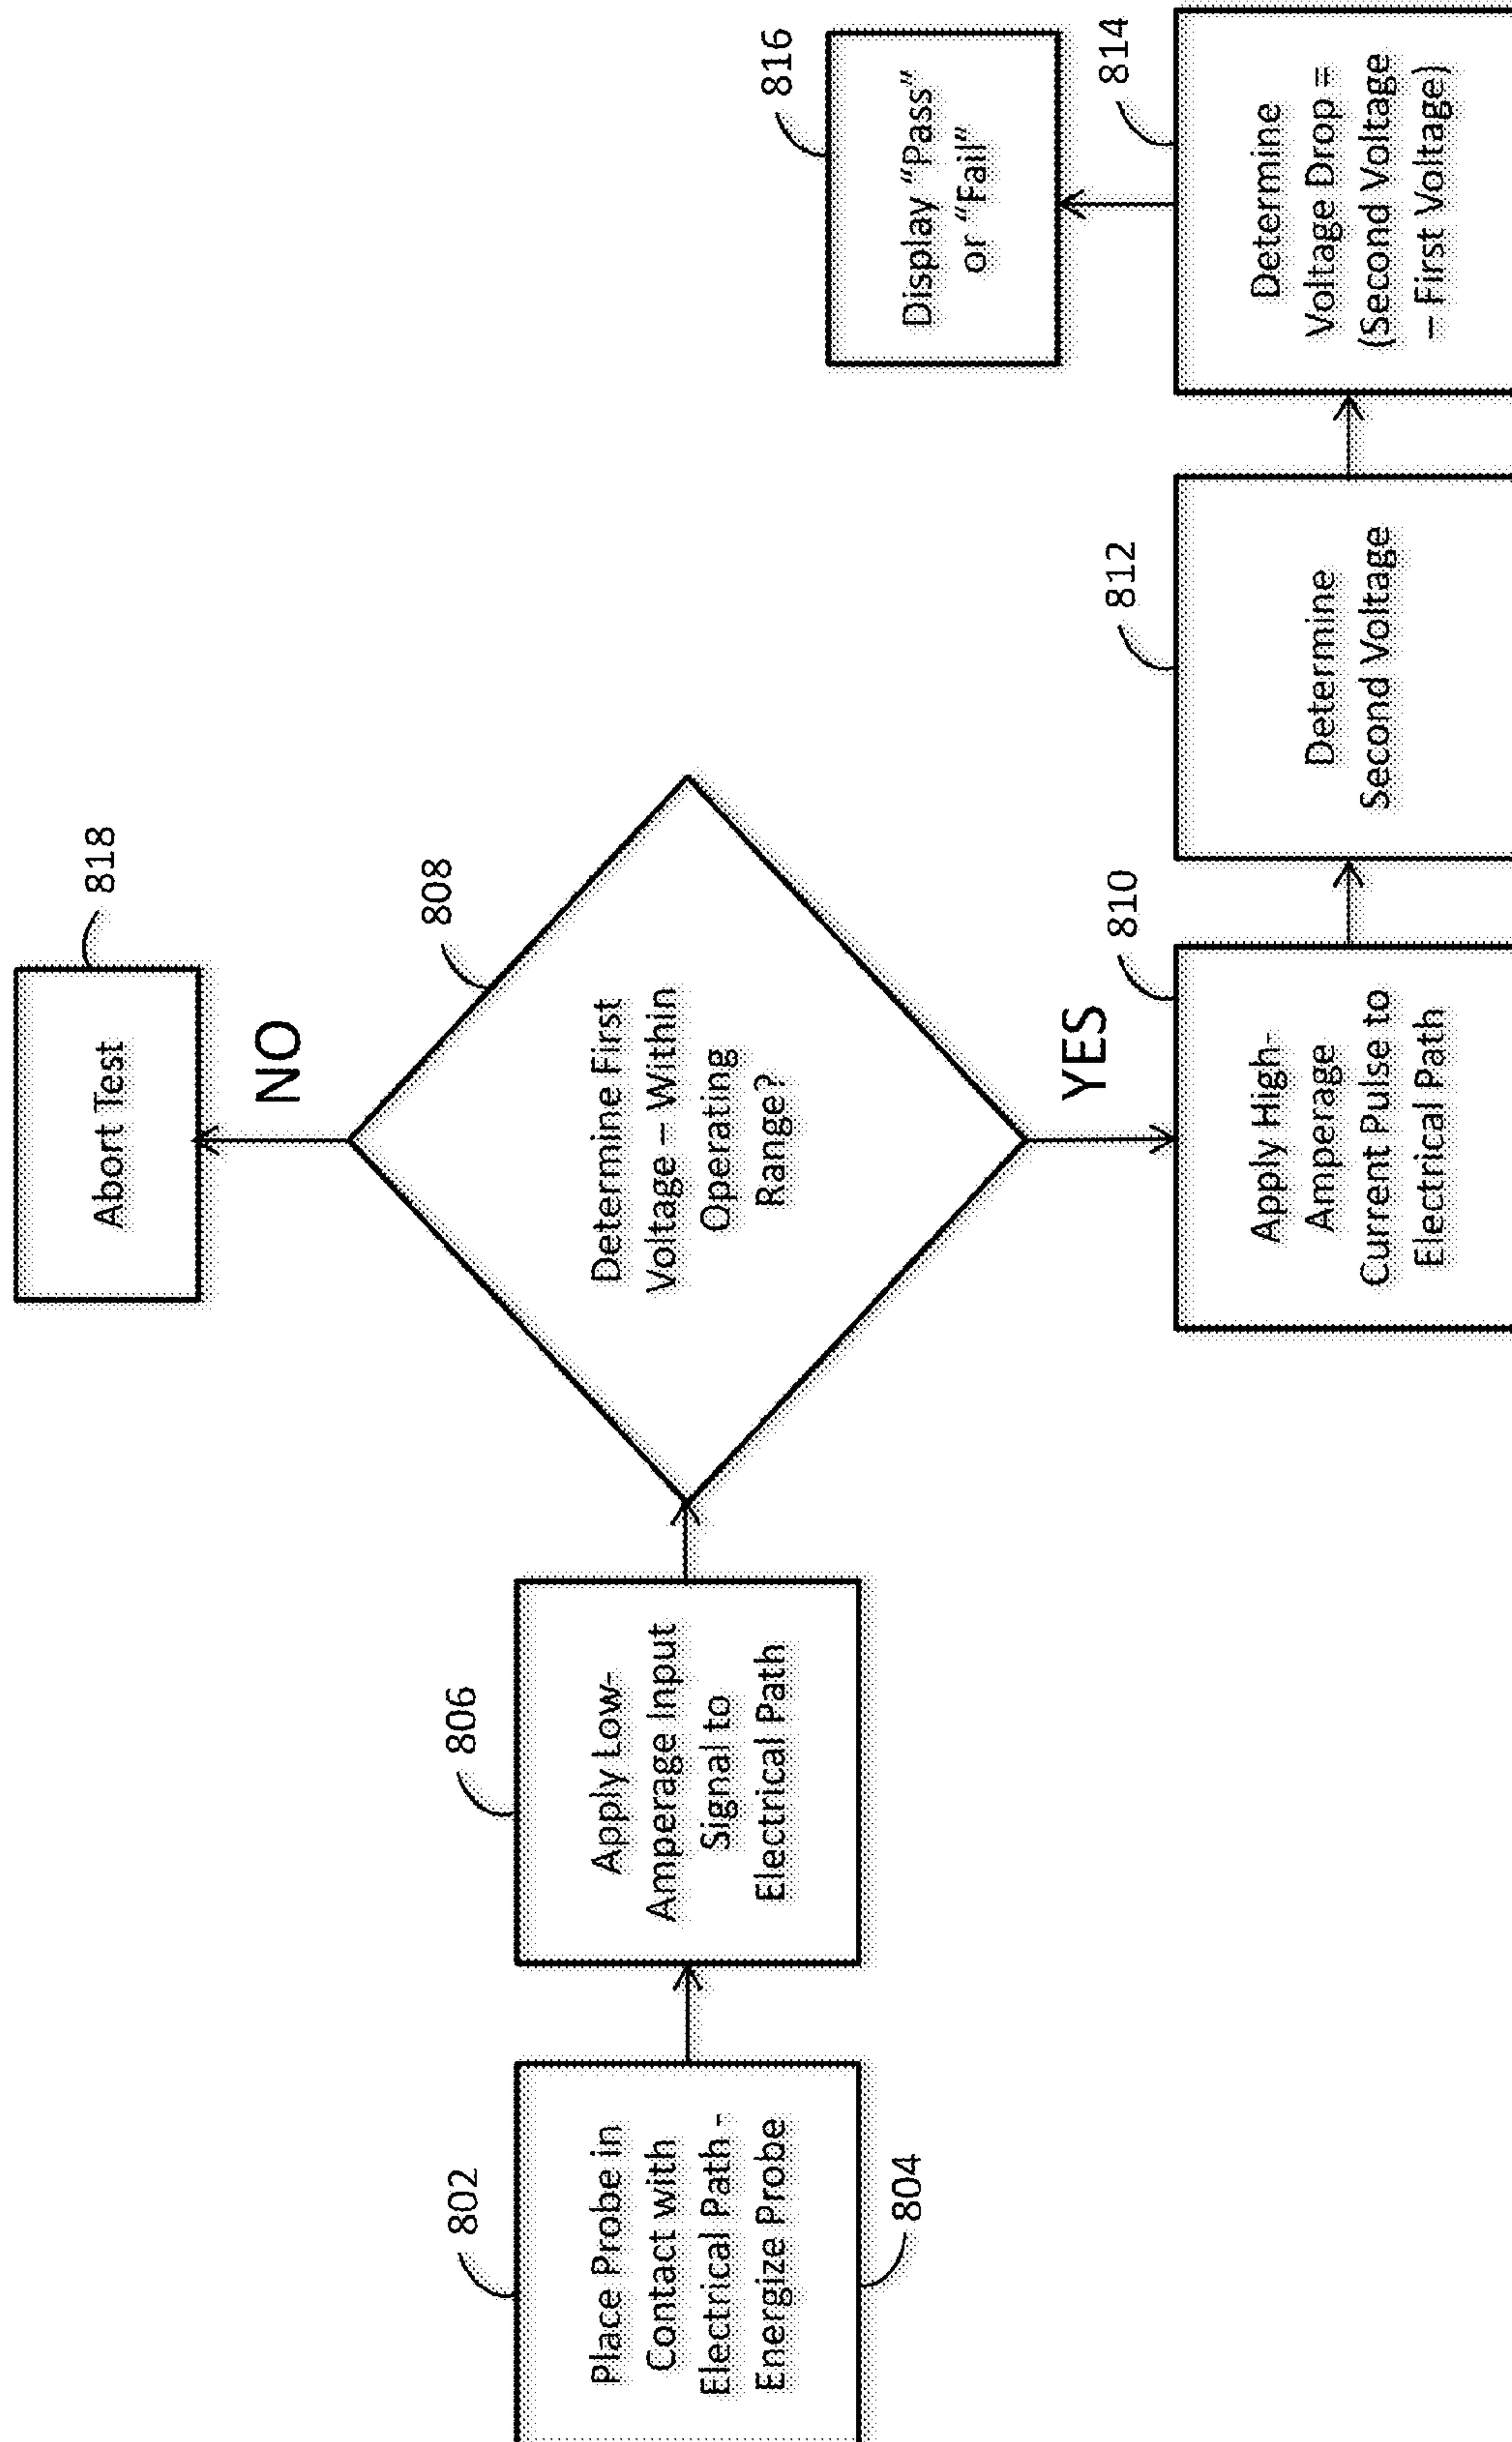 802
Place Probe in
Contact with
Electrical Path -
Energize Probe
804
806
Apply Low-
Amperage Input
Signal to
Electrical Path
808
Determine First
Voltage – Within
Operating
Range?
NO
818
Abort Test
YES
810
Apply High-
Amperage
Current Pulse to
Electrical Path
812
Determine
Second Voltage
814
Determine
Voltage Drop =
(Second Voltage
– First Voltage)
816
Display “Pass”
or “Fail”